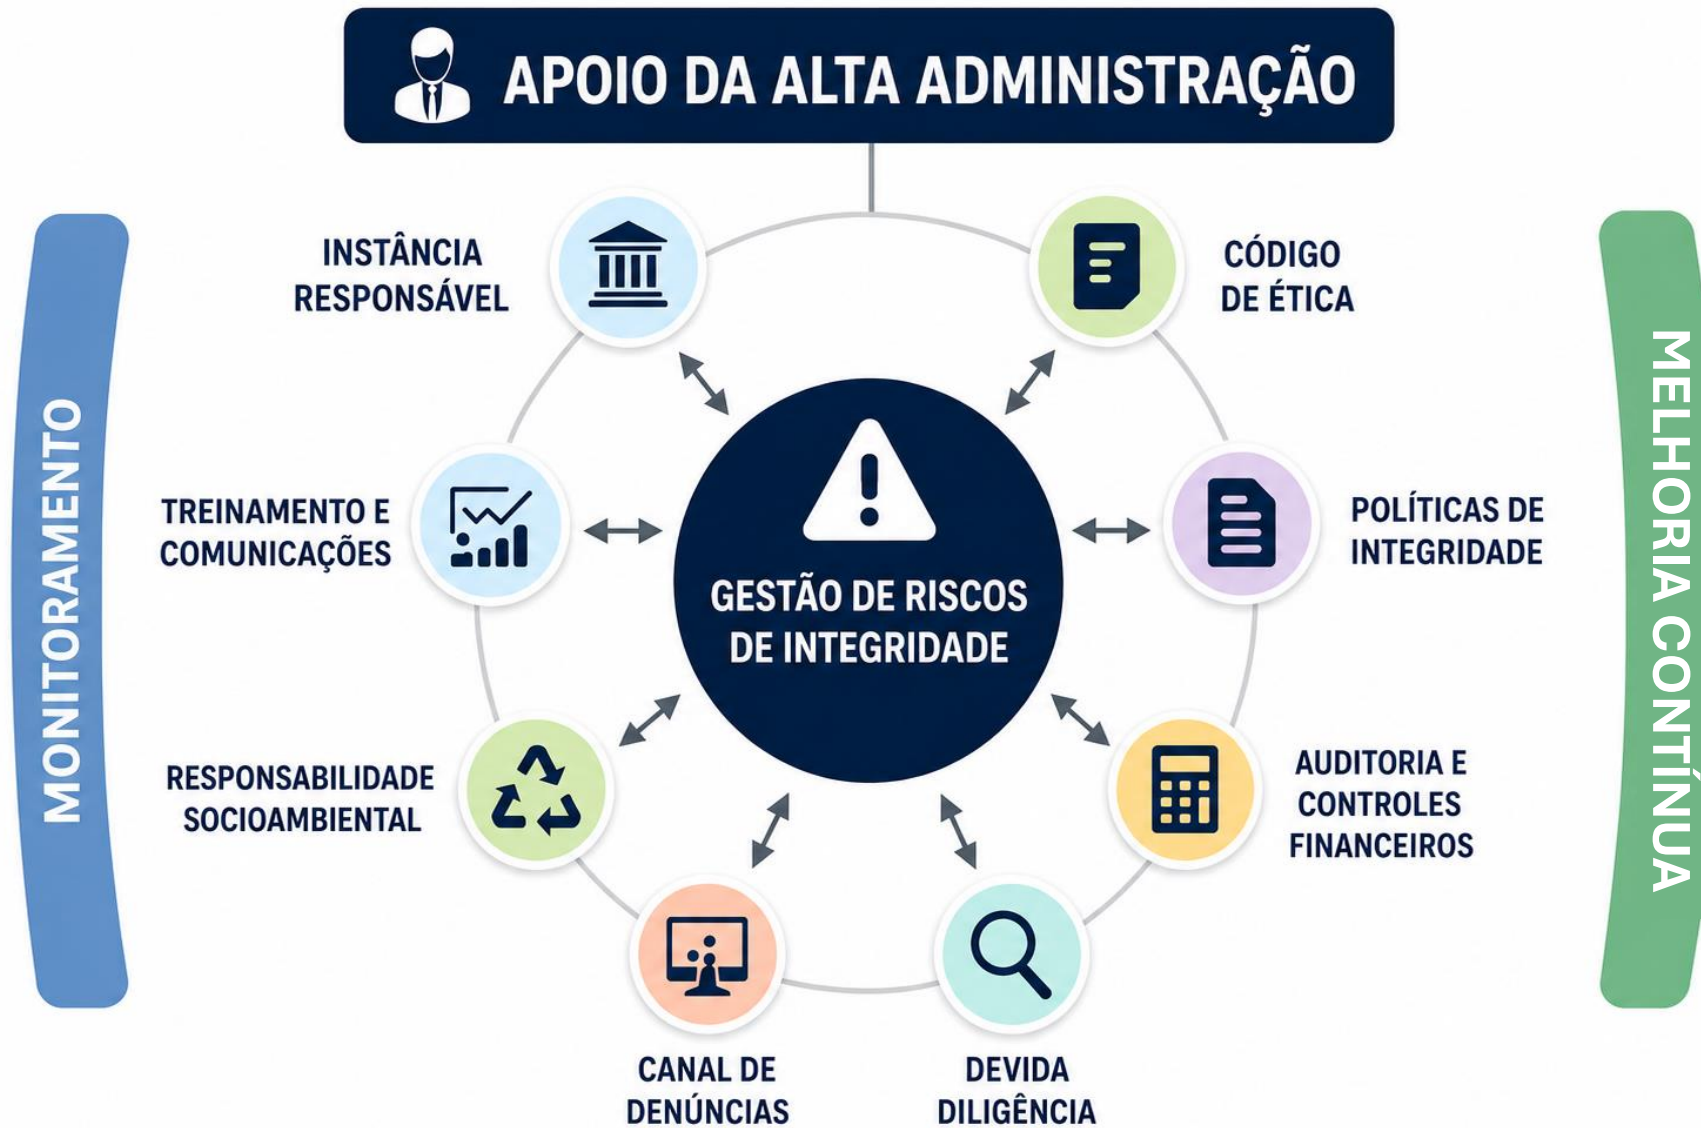 APOIO DA ALTA ADMINISTRAÇÃO
INSTÂNCIA
RESPONSÁVEL
CÓDIGO
DE ÉTICA
TREINAMENTO E
COMUNICAÇÕES
POLÍTICAS DE
INTEGRIDADE
GESTÃO DE RISCOS
DE INTEGRIDADE
RESPONSABILIDADE
SOCIOAMBIENTAL
AUDITORIA E
CONTROLES
FINANCEIROS
CANAL DE
DENÚNCIAS
DEVIDA
DILIGÊNCIA
MONITORAMENTO
MELHORIA CONTÍNUA